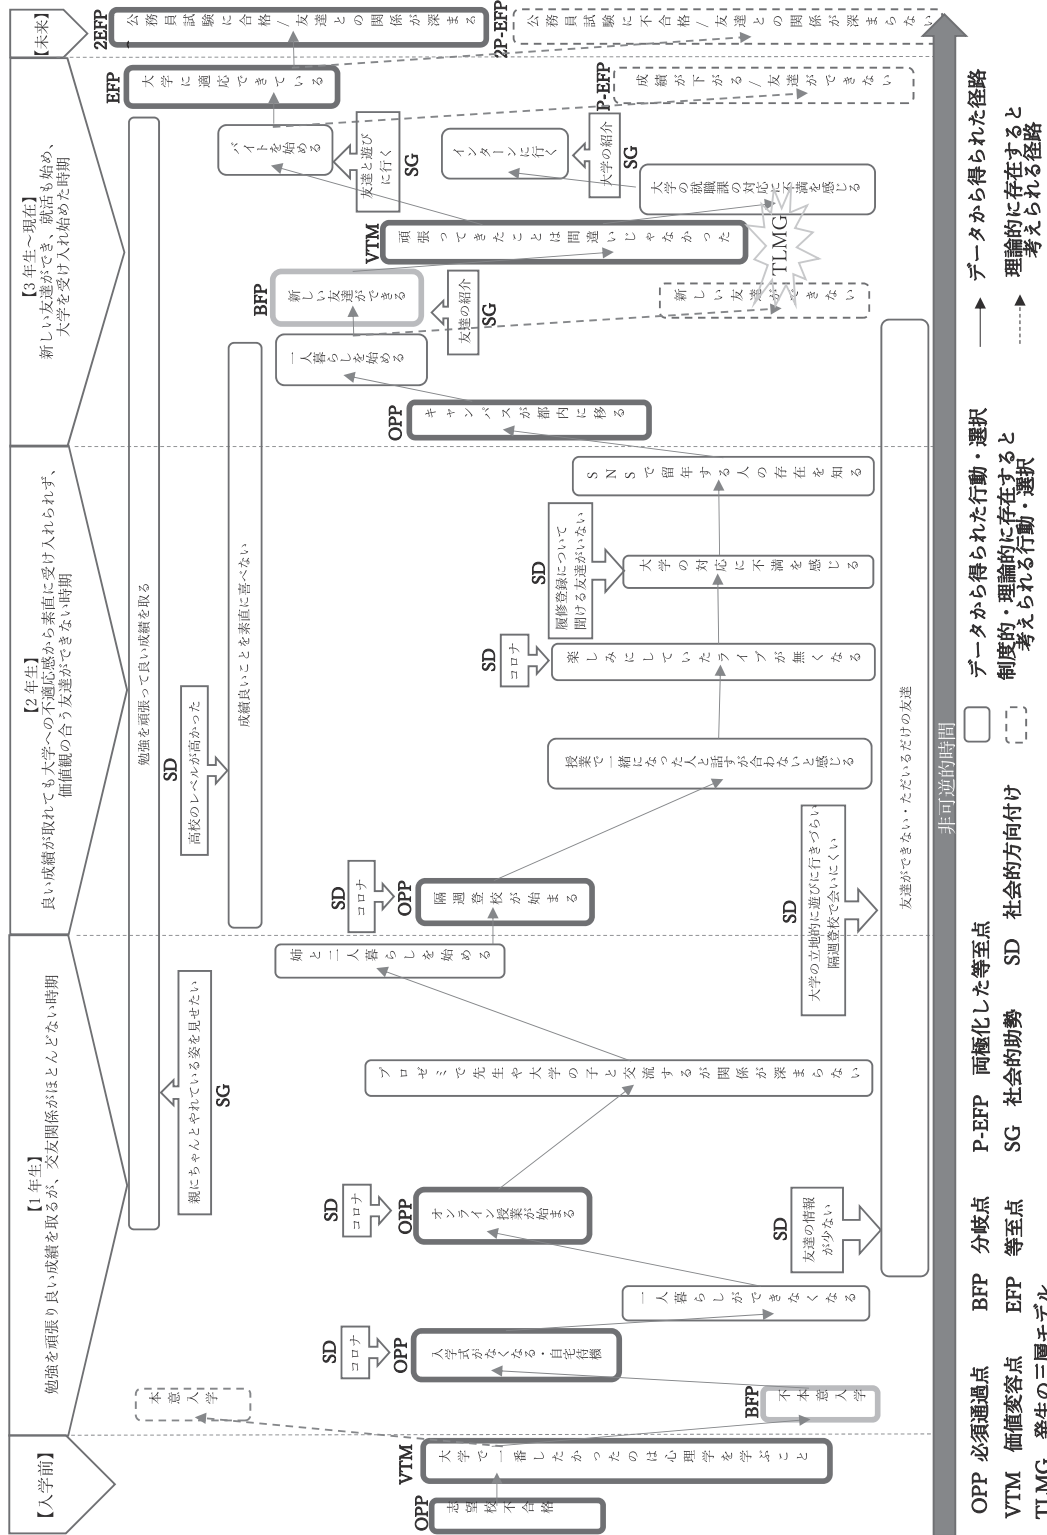 【入学前】
【1 年生】
勉強を頑張り良い成績を取るが、交友関係がほとんどない時期
【2 年生】
良い成績が取れても大学への不適応感から素直に受け入れられず、
価値観の合う友達ができない時期
【3 年生～現在】
新しい友達ができ、就活も始め、
大学を受け入れ始めた時期
【未来】
OPP
志望校不合格
VTM
大学で一番したかったのは心理学を学ぶこと
本意入学
BFP
不本意入学
SD
コロナ
OPP
入学式がなくなる・自宅待機
一人暮らしができなくなる
SD
友達の情報
が少ない
SD
コロナ
OPP
オンライン授業が始まる
プロゼミで先生や大学の子と交流するが関係が深まらない
親にちゃんとやれている姿を見せたい
SG
勉強を頑張って良い成績を取る
姉と二人暮らしを始める
SD
大学の立地的に遊びに行きづらい
隔週登校で会いにくい
友達ができない・ただいるだけの友達
SD
コロナ
OPP
隔週登校が始まる
SD
高校のレベルが高かった
成績良いことを素直に喜べない
授業で一緒になった人と話すが合わないと感じる
SD
コロナ
楽しみにしていたライブが無くなる
SD
履修登録について
聞ける友達がいない
大学の対応に不満を感じる
SNSで留年する人の存在を知る
OPP
キャンパスが都内に移る
一人暮らしを始める
BFP
新しい友達ができる
友達の紹介
SG
新しい友達ができない
VTM
頑張ってきたことは間違いじゃなかった
TLMG
大学の就職課の対応に不満を感じる
バイトを始める
友達と遊び
に行く
SG
インターンに行く
大学の紹介
SG
EFP
大学に適応できている
P-EFP
成績が下がる/友達ができない
2EFP
公務員試験に合格/友達との関係が深まる
2P-EFP
公務員試験に不合格/友達との関係が深まらない
非可逆的時間
OPP 必須通過点
BFP 分岐点
P-EFP 両極化した等至点
データから得られた行動・選択
データから得られた径路
VTM 価値変容点
EFP 等至点
SG 社会的助勢
SD 社会的方向付け
制度的・理論的に存在すると
考えられる行動・選択
理論的に存在すると
考えられる径路
TLMG 発生の三層モデル